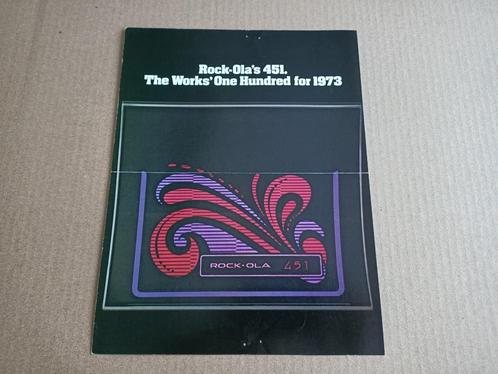 Rock-Ola's 451.
The Works' One Hundred for 1973
ROCK-OLA 451